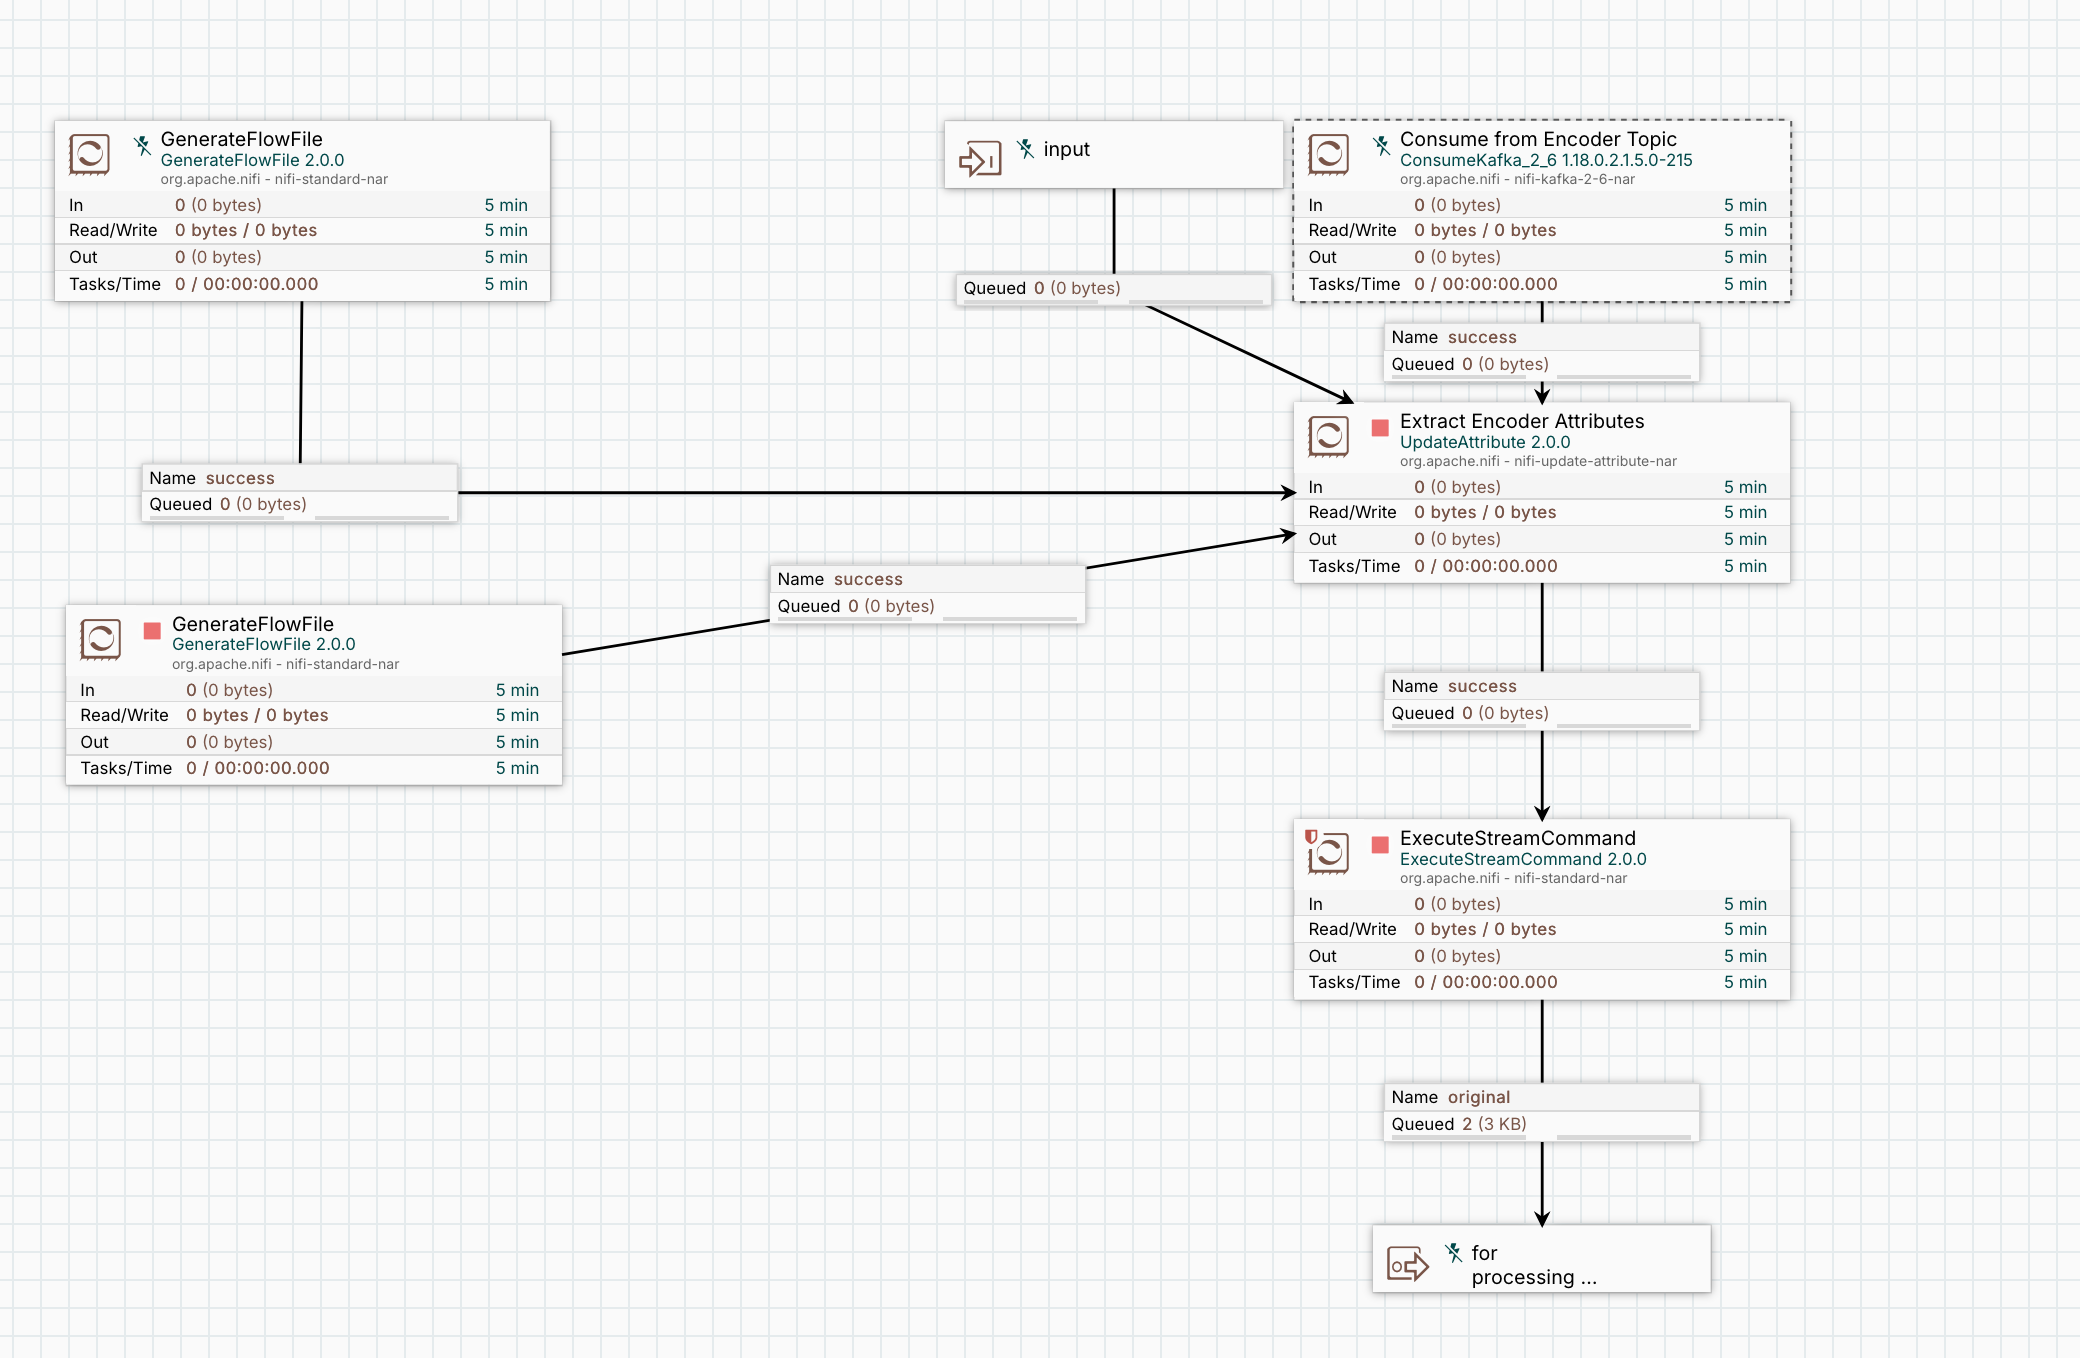 GenerateFlowFile
GenerateFlowFile 2.0.0
org.apache.nifi - nifi-standard-nar
In 0 (0 bytes) 5 min
Read/Write 0 bytes / 0 bytes 5 min
Out 0 (0 bytes) 5 min
Tasks/Time 0 / 00:00:00.000 5 min
input
Queued 0 (0 bytes)
Consume from Encoder Topic
ConsumeKafka_2_6 1.18.0.2.1.5.0-215
org.apache.nifi - nifi-kafka-2-6-nar
In 0 (0 bytes) 5 min
Read/Write 0 bytes / 0 bytes 5 min
Out 0 (0 bytes) 5 min
Tasks/Time 0 / 00:00:00.000 5 min
Name success
Queued 0 (0 bytes)
Name success
Queued 0 (0 bytes)
Extract Encoder Attributes
UpdateAttribute 2.0.0
org.apache.nifi - nifi-update-attribute-nar
In 0 (0 bytes) 5 min
Read/Write 0 bytes / 0 bytes 5 min
Out 0 (0 bytes) 5 min
Tasks/Time 0 / 00:00:00.000 5 min
Name success
Queued 0 (0 bytes)
GenerateFlowFile
GenerateFlowFile 2.0.0
org.apache.nifi - nifi-standard-nar
In 0 (0 bytes) 5 min
Read/Write 0 bytes / 0 bytes 5 min
Out 0 (0 bytes) 5 min
Tasks/Time 0 / 00:00:00.000 5 min
Name success
Queued 0 (0 bytes)
ExecuteStreamCommand
ExecuteStreamCommand 2.0.0
org.apache.nifi - nifi-standard-nar
In 0 (0 bytes) 5 min
Read/Write 0 bytes / 0 bytes 5 min
Out 0 (0 bytes) 5 min
Tasks/Time 0 / 00:00:00.000 5 min
Name original
Queued 2 (3 KB)
for
processing ...